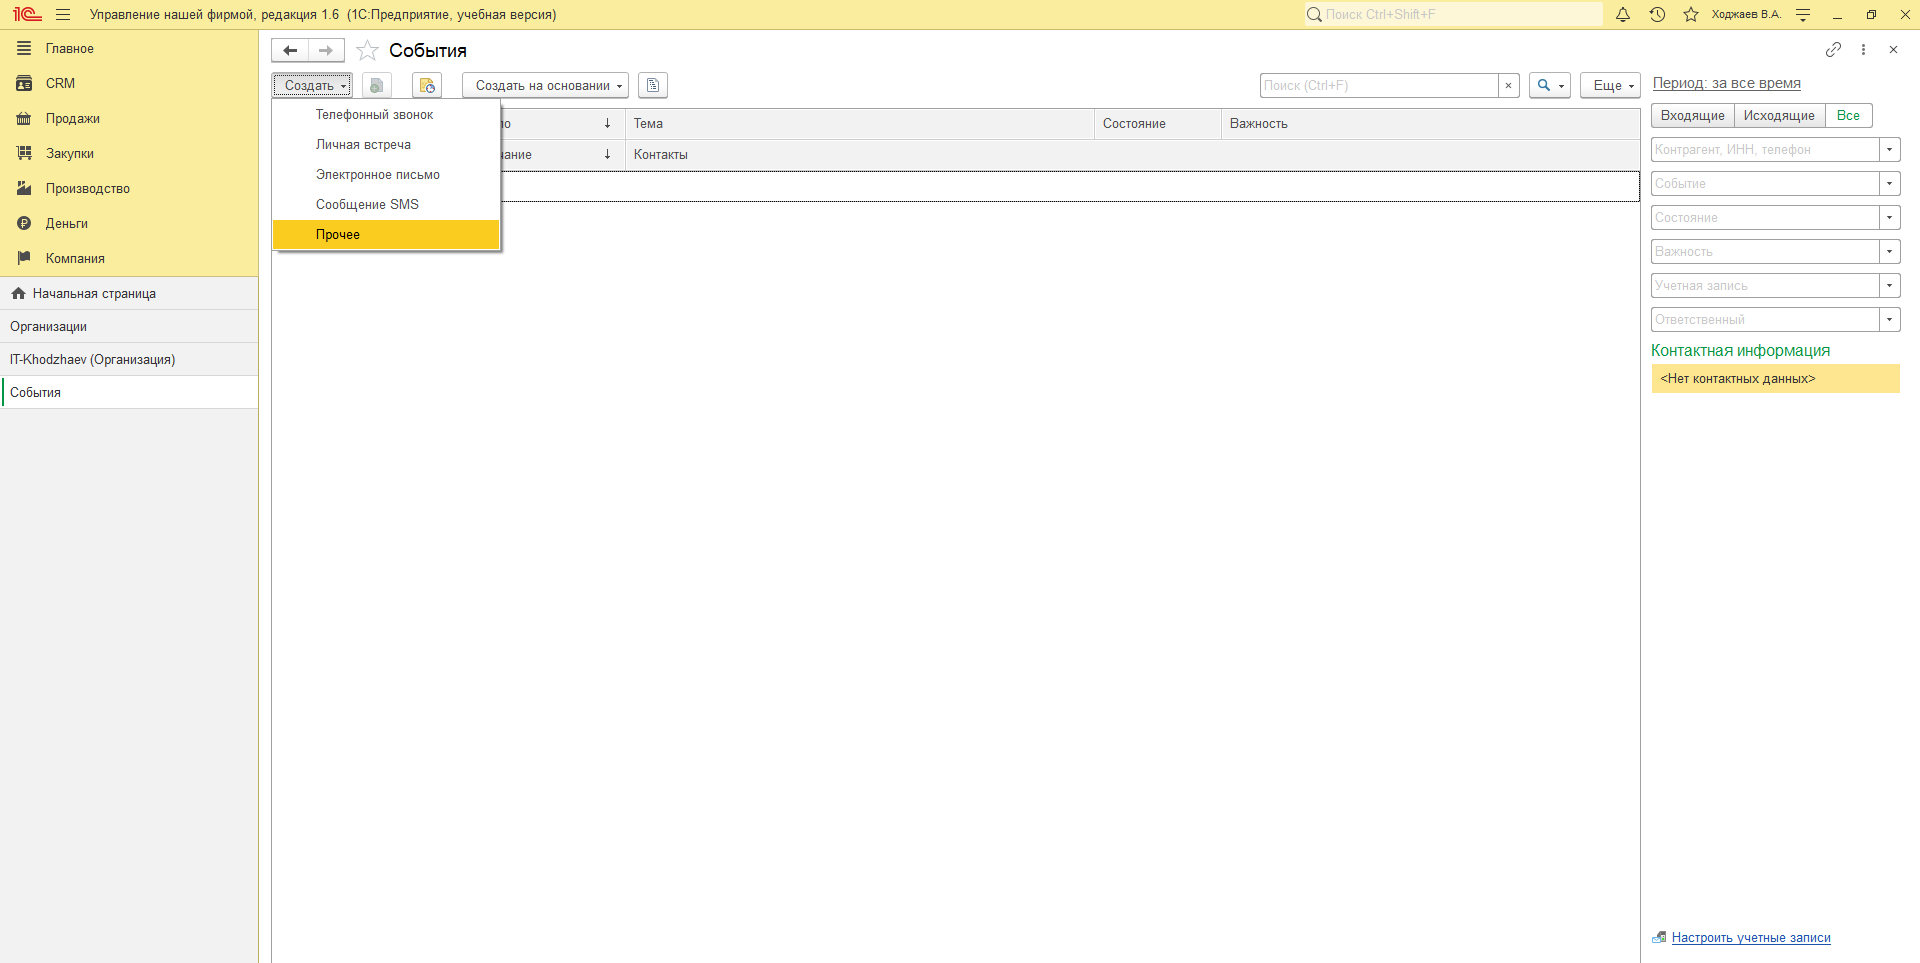 1С Управление нашей фирмой, редакция 1.6 (1С:Предприятие, учебная версия)
Поиск Ctrl+Shift+F
Ходжаев В.А.
Главное
CRM
Продажи
Закупки
Производство
Деньги
Компания
Начальная страница
Организации
IT-Khodzhaev (Организация)
События
События
Создать
Создать на основании
Поиск (Ctrl+F)
×
Еще
Телефонный звонок
Личная встреча
Электронное письмо
Сообщение SMS
Прочее
ло ↓ Тема Состояние Важность
чание ↓ Контакты
Период: за все время
Входящие Исходящие Все
Контрагент, ИНН, телефон
Событие
Состояние
Важность
Учетная запись
Ответственный
Контактная информация
<Нет контактных данных>
Настроить учетные записи